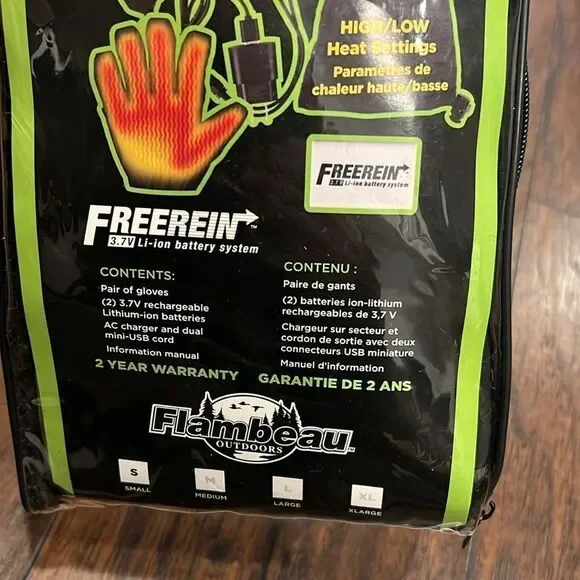 HIGH/LOW
Heat Settings
Paramètres de
chaleur haute/basse
FREEREIN
3.7V Li-ion battery system
FREEREIN™
3.7V Li-ion battery system
CONTENTS:
Pair of gloves
(2) 3.7V rechargeable
Lithium-ion batteries
AC charger and dual
mini-USB cord
Information manual
2 YEAR WARRANTY
CONTENU :
Paire de gants
(2) batteries ion-lithium
rechargeables de 3,7 V
Chargeur sur secteur et
cordon de sortie avec deux
connecteurs USB miniature
Manuel d'information
GARANTIE DE 2 ANS
Flambeau™
OUTDOORS
S
SMALL
M
MEDIUM
L
LARGE
XL
XLARGE